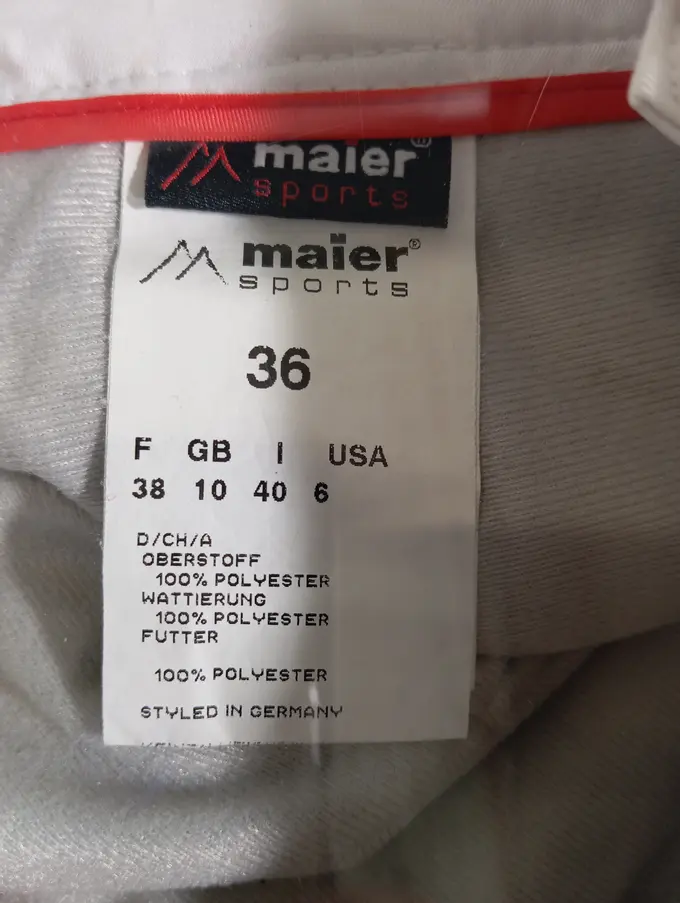 maier®
sports
maier®
sports
36
F GB I USA
38 10 40 6
D/CH/A
OBERSTOFF
100% POLYESTER
WATTIERUNG
100% POLYESTER
FUTTER
100% POLYESTER
STYLED IN GERMANY